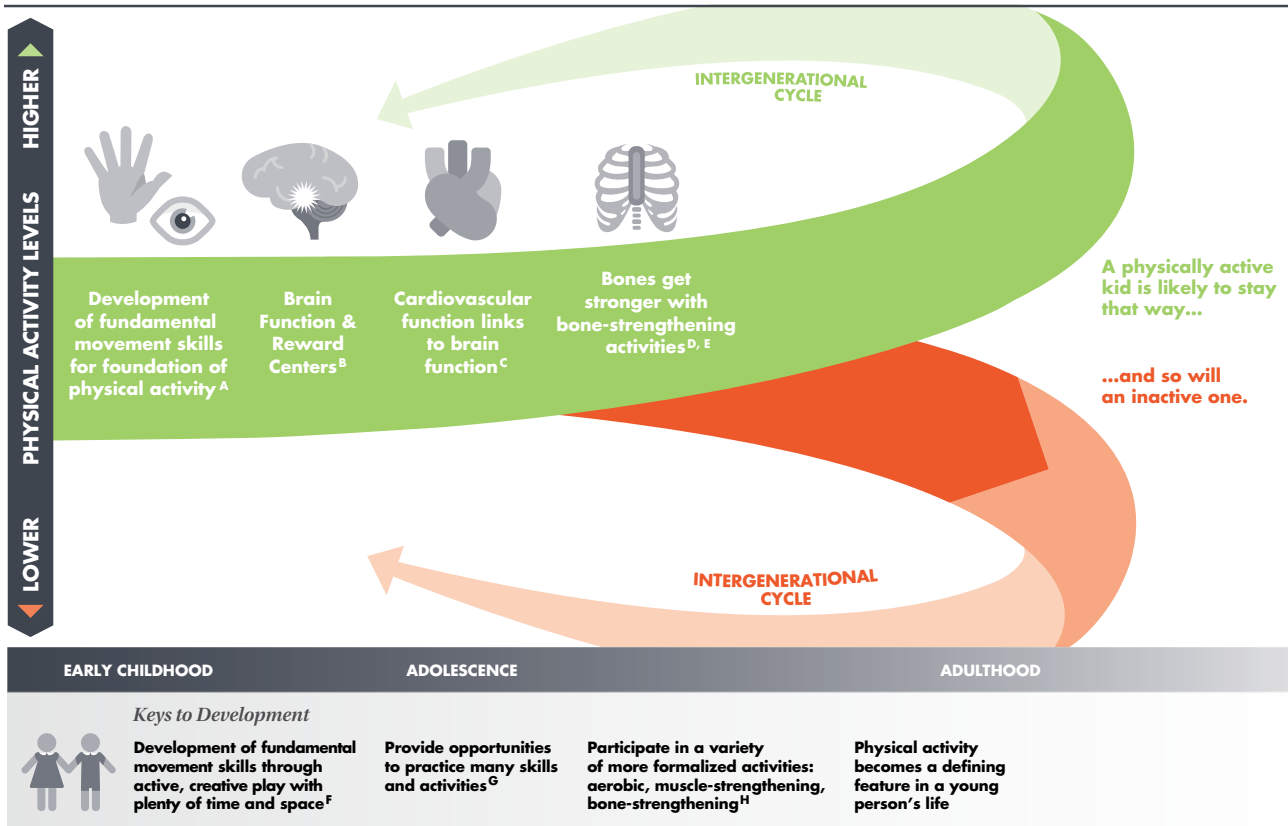 HIGHER
PHYSICAL ACTIVITY LEVELS
LOWER
INTERGENERATIONAL
CYCLE
Development
of fundamental
movement skills
for foundation of
physical activity A
Brain
Function &
Reward
Centers B
Cardiovascular
function links
to brain
function C
Bones get
stronger with
bone-strengthening
activities D, E
A physically active
kid is likely to stay
that way...
...and so will
an inactive one.
INTERGENERATIONAL
CYCLE
EARLY CHILDHOOD
ADOLESCENCE
ADULTHOOD
Keys to Development
Development of fundamental
movement skills through
active, creative play with
plenty of time and space F
Provide opportunities
to practice many skills
and activities G
Participate in a variety
of more formalized activities:
aerobic, muscle-strengthening,
bone-strengthening H
Physical activity
becomes a defining
feature in a young
person's life